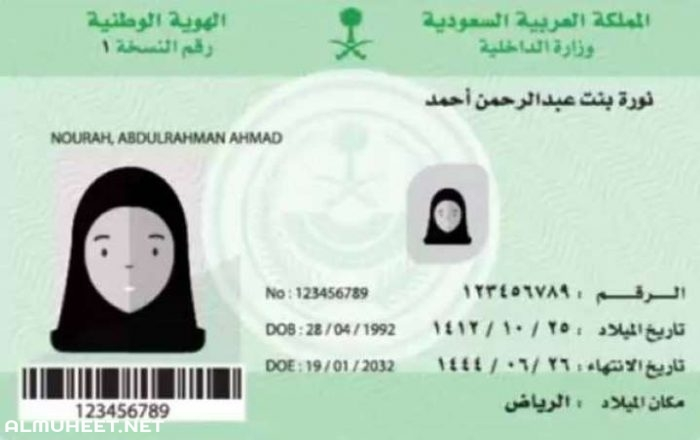 المملكة العربية السعودية
وزارة الداخلية
الهوية الوطنية
رقم النسخة ١
نورة بنت عبدالرحمن أحمد
NOURAH, ABDULRAHMAN AHMAD
الـرقـم : ١٢٣٤٥٦٧٨٩
No : 123456789
تاريخ الميلاد : ٢٥ / ١٠ / ١٤١٢
DOB : 28 / 04 / 1992
تاريخ الانتهاء : ٢٦ / ٠٦ / ١٤٤٤
DOE : 19 / 01 / 2032
مكان الميلاد : الرياض
123456789
ALMUHEET.NET